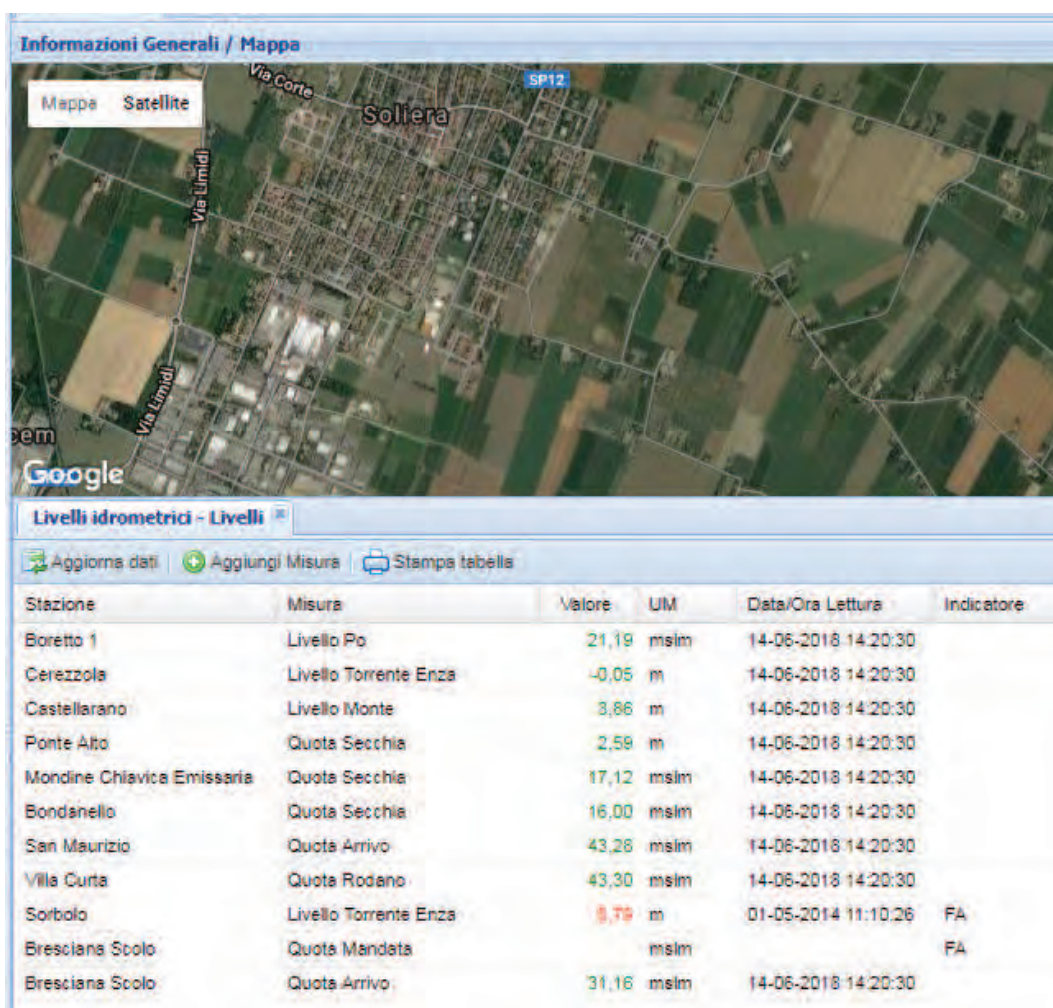 Informazioni Generali / Mappa
Mappa Satellite
Via Corte
SP12
Soliera
Via Limidi
Via Limidi
cem
Google
Livelli idrometrici - Livelli
Aggiorna dati Aggiungi Misura Stampa tabella
Stazione Misura Valore UM Data/Ora Lettura Indicatore
Boretto 1 Livello Po 21,19 mslm 14-06-2018 14:20:30
Cerezzola Livello Torrente Enza -0,05 m 14-06-2018 14:20:30
Castellarano Livello Monte 3,86 m 14-06-2018 14:20:30
Ponte Alto Quota Secchia 2,59 m 14-06-2018 14:20:30
Mondine Chiavica Emissaria Quota Secchia 17,12 mslm 14-06-2018 14:20:30
Bondanello Quota Secchia 16,00 mslm 14-06-2018 14:20:30
San Maurizio Quota Arrivo 43,28 mslm 14-06-2018 14:20:30
Villa Curta Quota Rodano 43,30 mslm 14-06-2018 14:20:30
Sorbolo Livello Torrente Enza m 01-05-2014 11:10:26 FA
Bresciana Scolo Quota Mandata mslm FA
Bresciana Scolo Quota Arrivo 31,16 mslm 14-06-2018 14:20:30